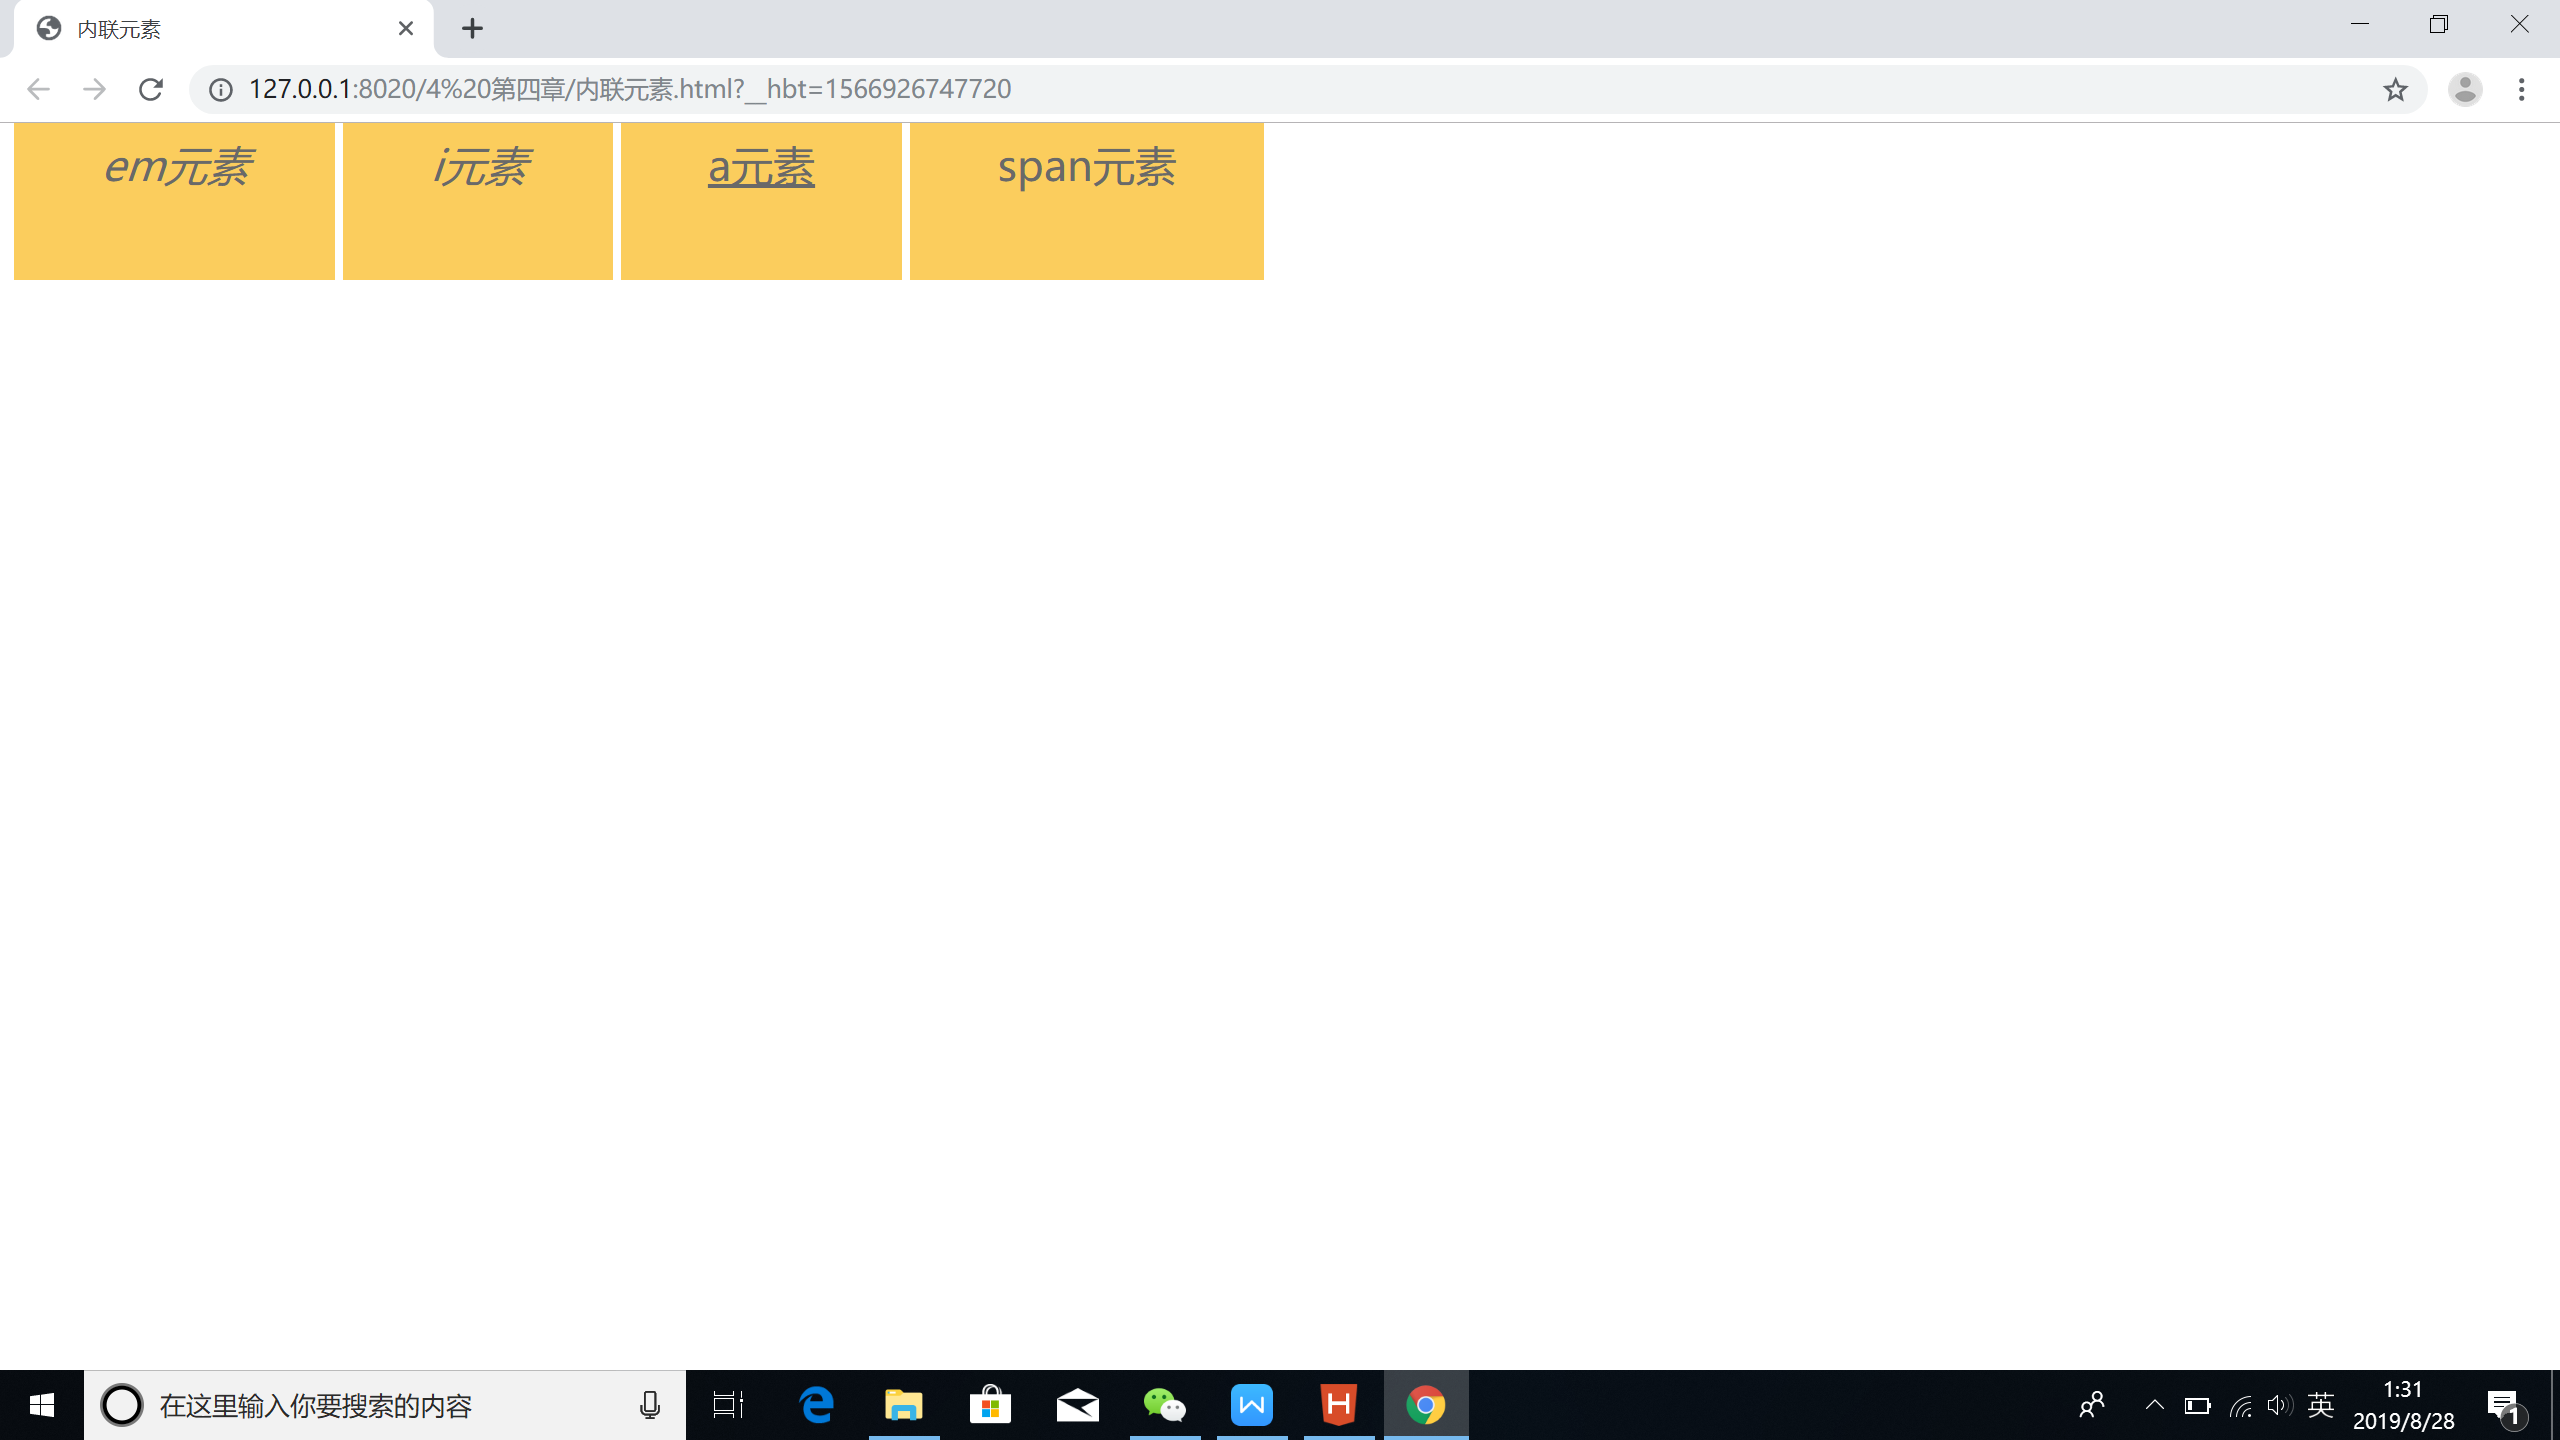 内联元素
127.0.0.1:8020/4%20第四章/内联元素.html?__hbt=1566926747720
em元素 i元素 a元素 span元素
在这里输入你要搜索的内容
英
1:31
2019/8/28
1